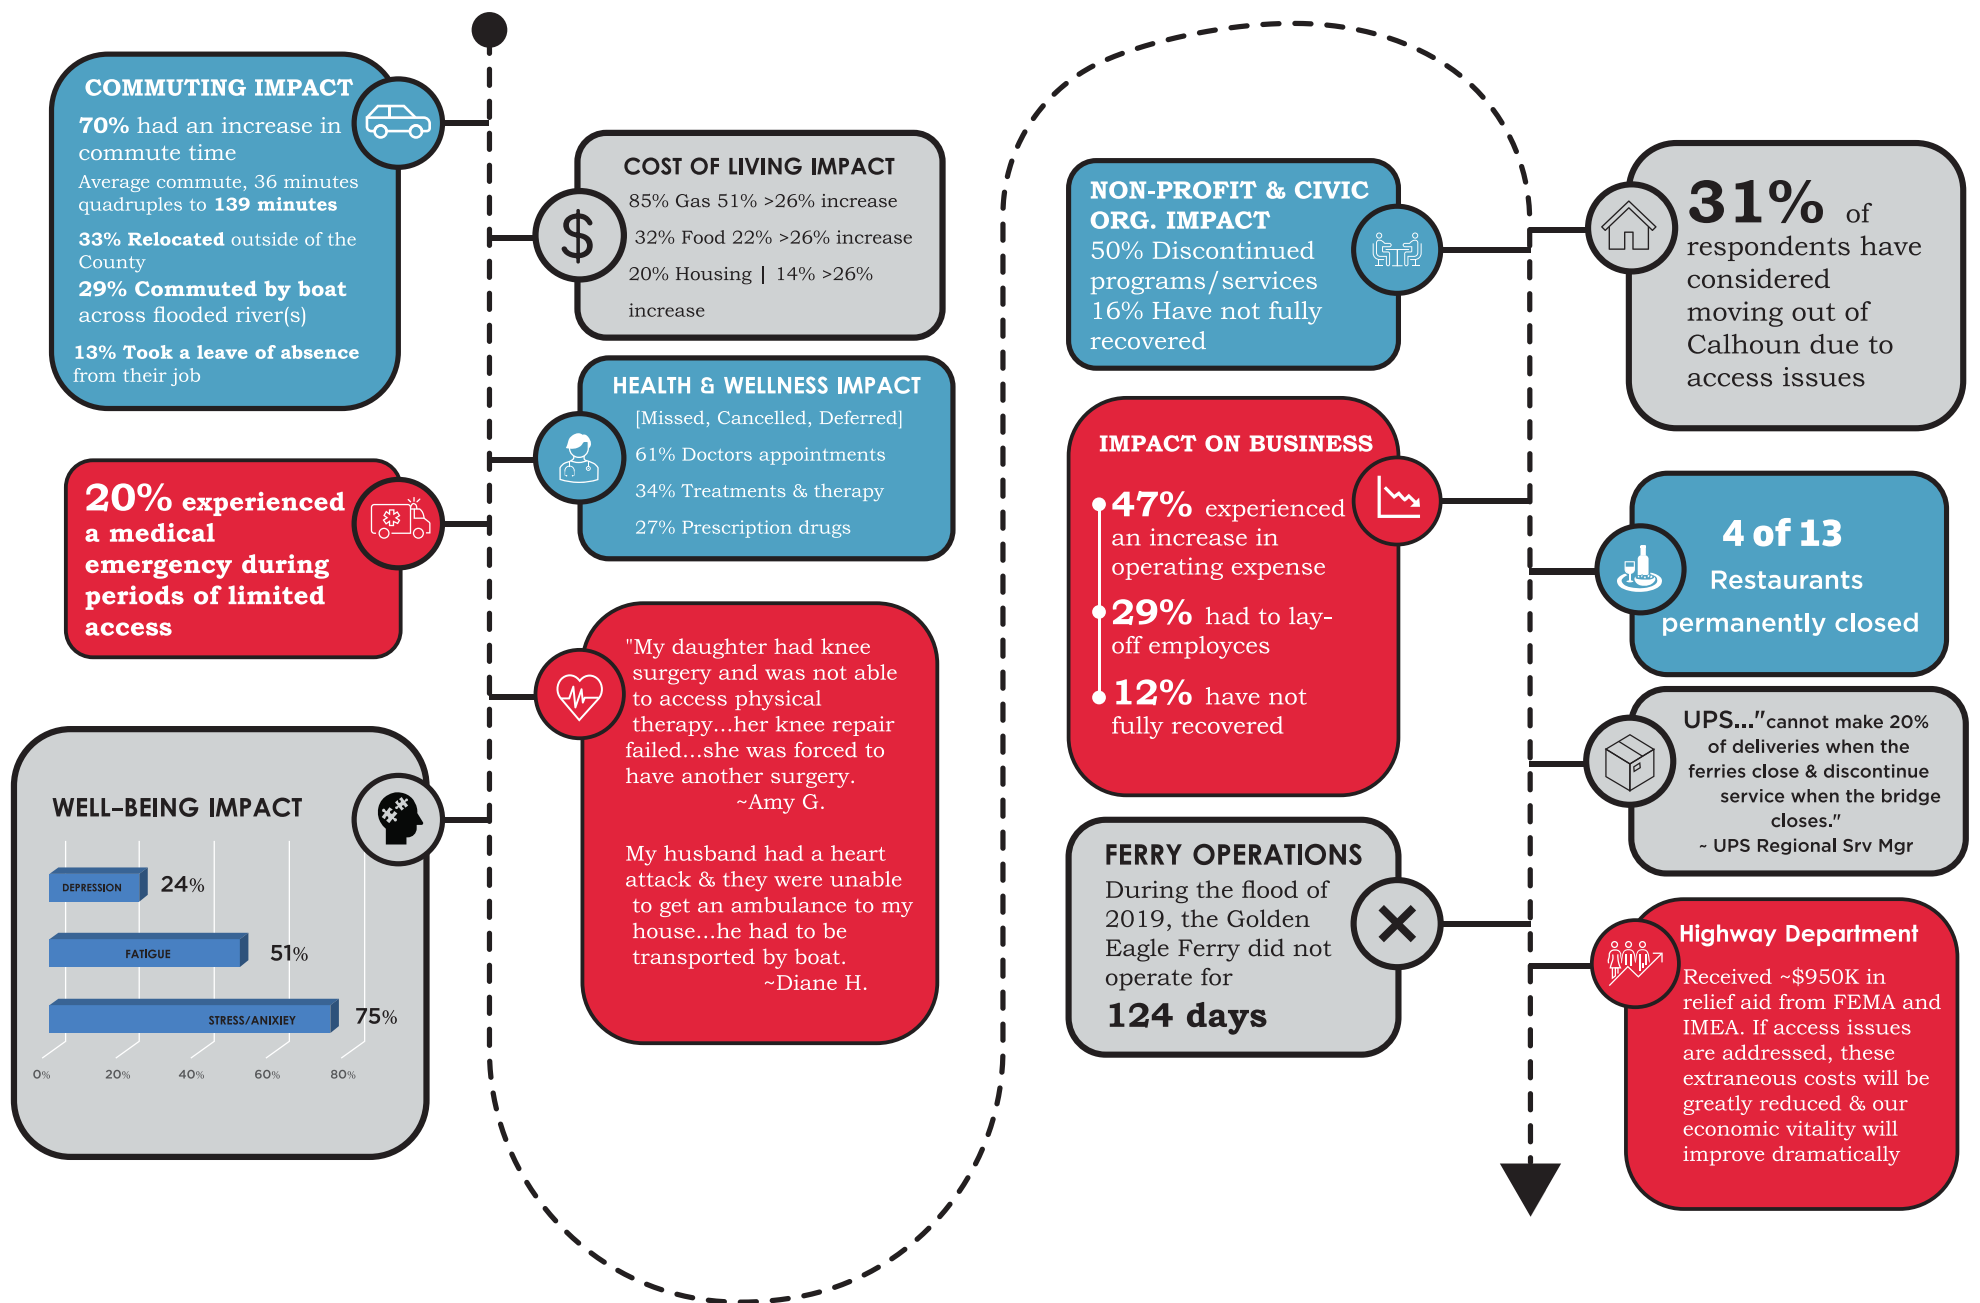 COMMUTING IMPACT
70% had an increase in
commute time
Average commute, 36 minutes
quadruples to 139 minutes
33% Relocated outside of the
County
29% Commuted by boat
across flooded river(s)
13% Took a leave of absence
from their job
COST OF LIVING IMPACT
$
85% Gas 51% >26% increase
32% Food 22% >26% increase
20% Housing | 14% >26%
increase
HEALTH & WELLNESS IMPACT
[Missed, Cancelled, Deferred]
61% Doctors appointments
34% Treatments & therapy
27% Prescription drugs
20% experienced
a medical
emergency during
periods of limited
access
"My daughter had knee
surgery and was not able
to access physical
therapy...her knee repair
failed...she was forced to
have another surgery.
~Amy G.
My husband had a heart
attack & they were unable
to get an ambulance to my
house...he had to be
transported by boat.
~Diane H.
WELL-BEING IMPACT
DEPRESSION 24%
FATIGUE 51%
STRESS/ANIXIEY 75%
0% 20% 40% 60% 80%
NON-PROFIT & CIVIC
ORG. IMPACT
50% Discontinued
programs/services
16% Have not fully
recovered
IMPACT ON BUSINESS
47% experienced
an increase in
operating expense
29% had to lay-
off employces
12% have not
fully recovered
FERRY OPERATIONS
During the flood of
2019, the Golden
Eagle Ferry did not
operate for
124 days
31% of
respondents have
considered
moving out of
Calhoun due to
access issues
4 of 13
Restaurants
permanently closed
UPS..."cannot make 20%
of deliveries when the
ferries close & discontinue
service when the bridge
closes."
~ UPS Regional Srv Mgr
Highway Department
Received ~$950K in
relief aid from FEMA and
IMEA. If access issues
are addressed, these
extraneous costs will be
greatly reduced & our
economic vitality will
improve dramatically